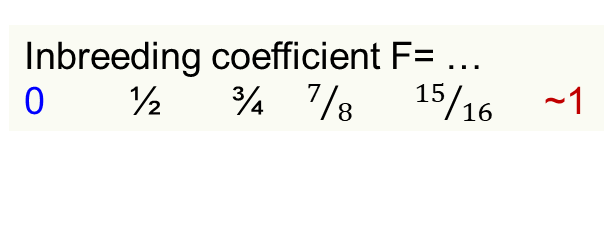 Inbreeding coefficient F= …
0 ½ ¾ ⁷/₈ ¹⁵/₁₆ ~1